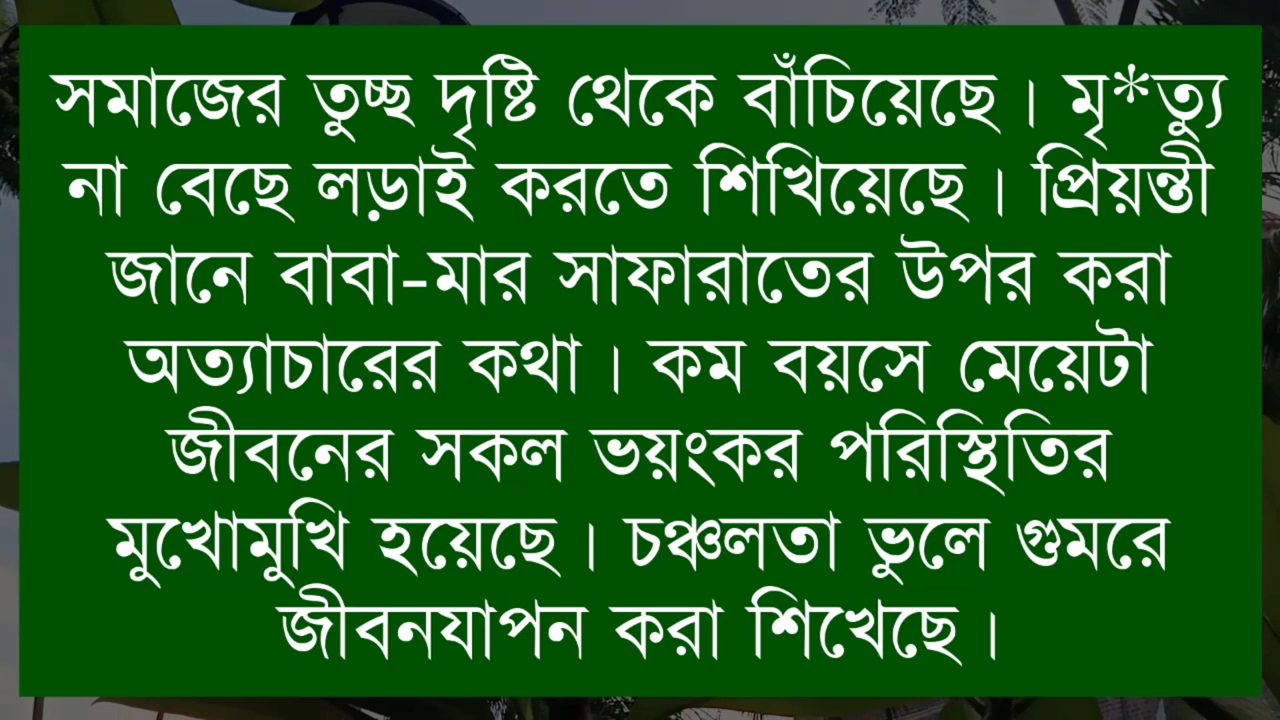 সমাজের তুচ্ছ দৃষ্টি থেকে বাঁচিয়েছে। মৃ*ত্যু
না বেছে লড়াই করতে শিখিয়েছে। প্রিয়ন্তী
জানে বাবা-মার সাফারাতের উপর করা
অত্যাচারের কথা। কম বয়সে মেয়েটা
জীবনের সকল ভয়ংকর পরিস্থিতির
মুখোমুখি হয়েছে। চঞ্চলতা ভুলে গুমরে
জীবনযাপন করা শিখেছে।